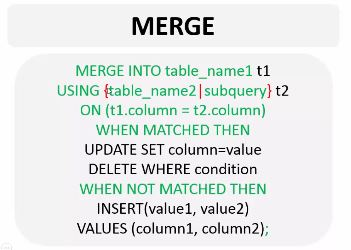 MERGE
MERGE INTO table_name1 t1
USING {table_name2|subquery} t2
ON (t1.column = t2.column)
WHEN MATCHED THEN
UPDATE SET column=value
DELETE WHERE condition
WHEN NOT MATCHED THEN
INSERT(value1, value2)
VALUES (column1, column2);